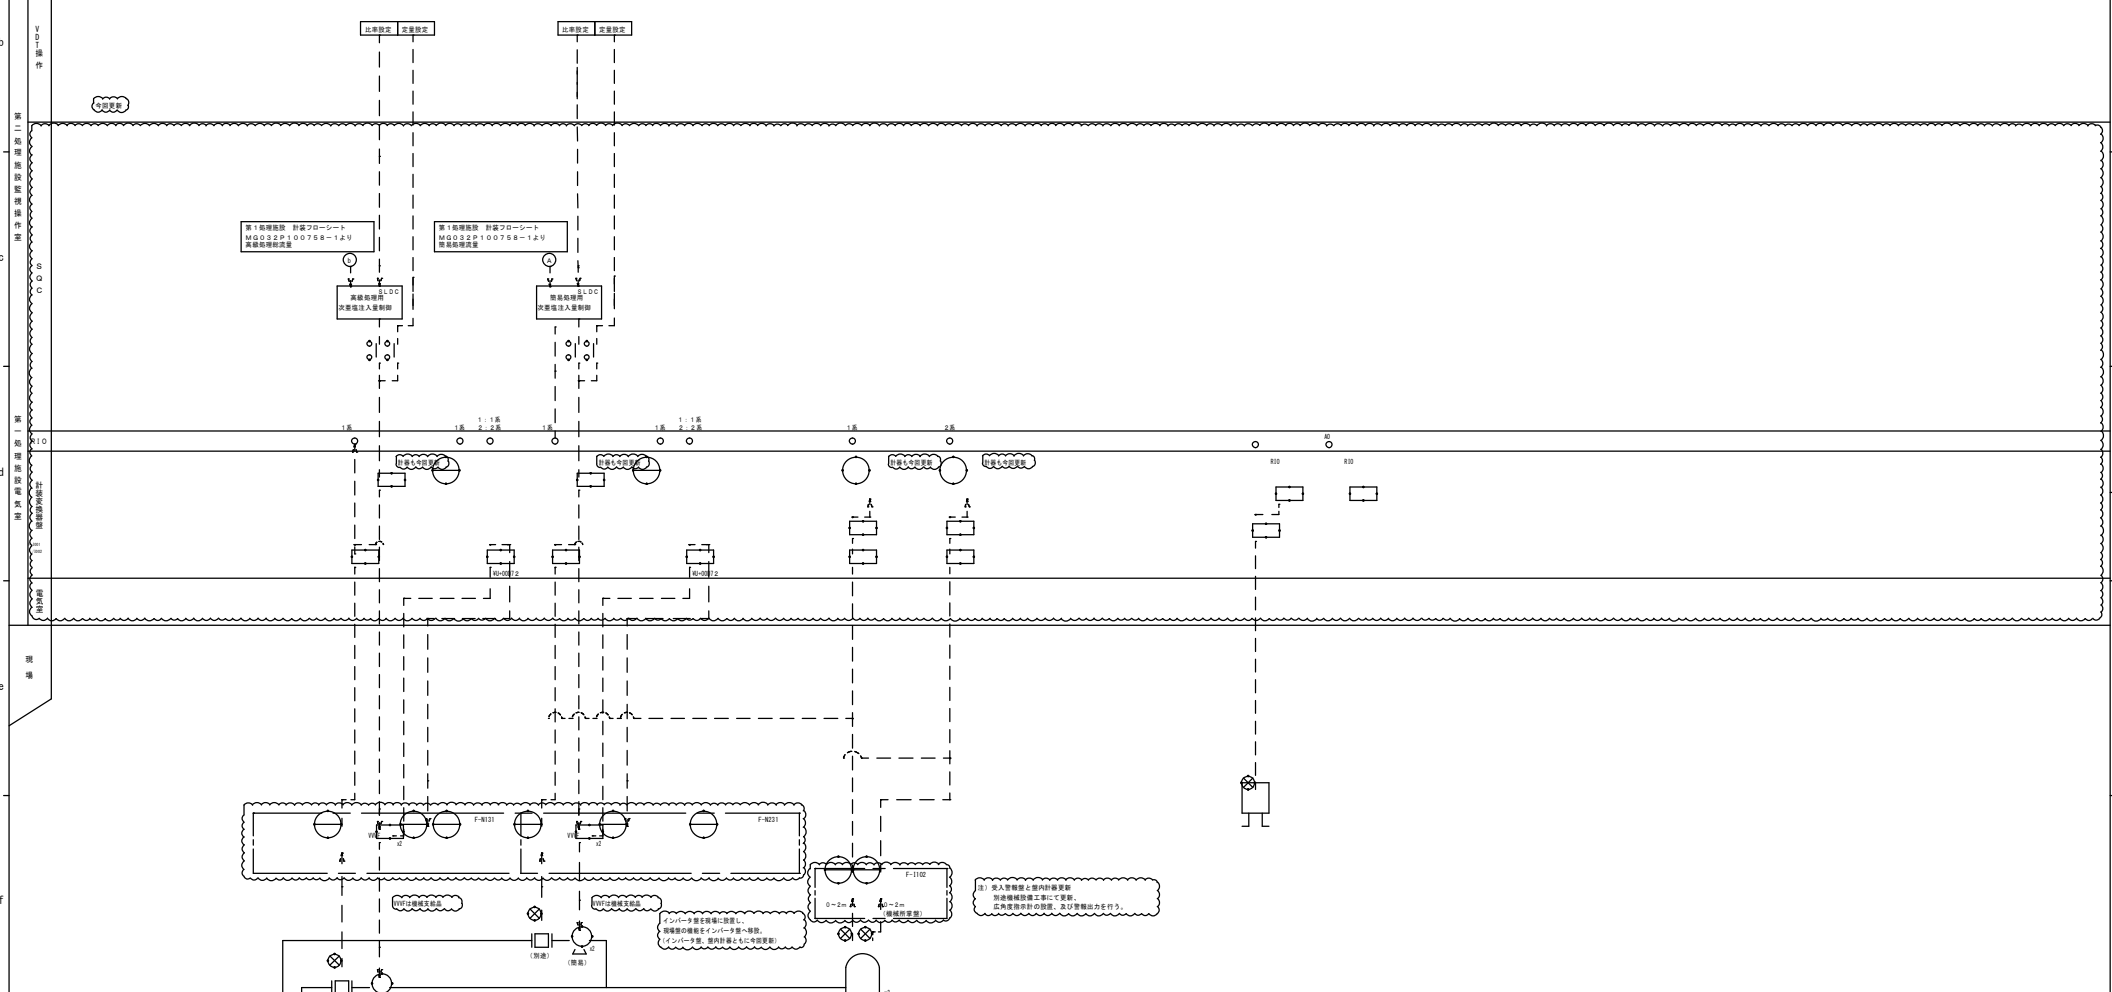 比率設定 定量設定
比率設定 定量設定
VDT操作
今回更新
第二処理施設監視操作室
SQC
第1処理施設 計装フローシート
MG032P100758-1より
高級処理総流量
b
第1処理施設 計装フローシート
MG032P100758-1より
簡易処理流量
A
c
SLDC
高級処理用
次亜塩注入量制御
SLDC
簡易処理用
次亜塩注入量制御
第一処理施設電気室
RIO
1系
1系
1:1系
2:2系
1系
1系
1:1系
2:2系
1系
2系
AO
d
計器も今回更新
計器も今回更新
計器も今回更新
計器も今回更新
RIO
RIO
計装変換器盤
電気室
現場
e
F-N131
VVVF
x2
F-N231
VVVF
x2
F-I102
0~2m
0~2m
(機械所掌盤)
f
VVVFは機械支給品
VVVFは機械支給品
インバータ盤を現場に設置し、
現場盤の機能をインバータ盤へ移設。
(インバータ盤、盤内計器ともに今回更新)
注) 受入警報盤と盤内計器更新
別途機械設備工事にて更新、
広角度指示計の設置、及び警報出力を行う。
(別途)
x2
(簡易)